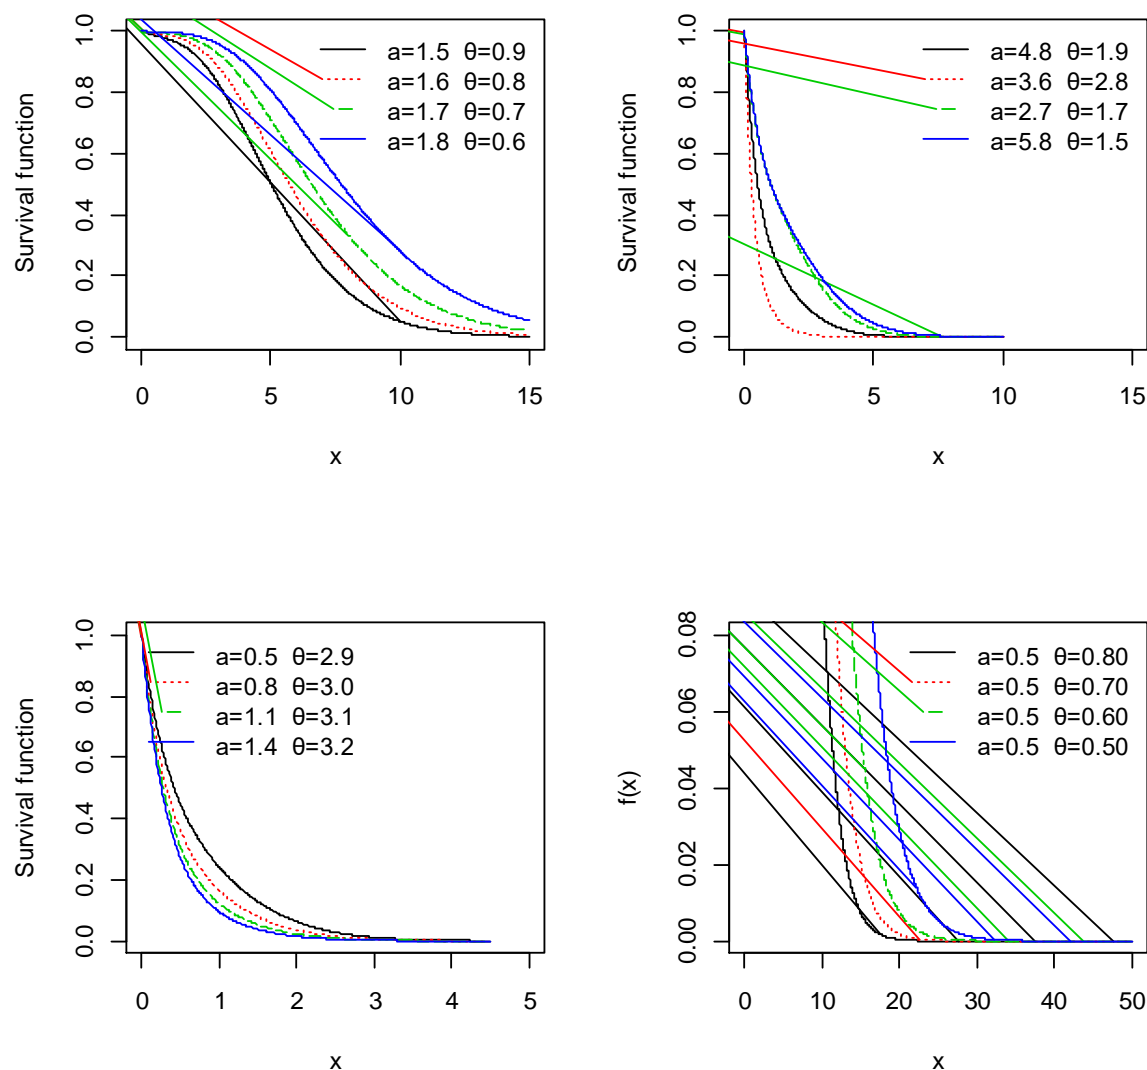 Survival function
1.0
0.8
0.6
0.4
0.2
0.0
a=1.5 θ=0.9
a=1.6 θ=0.8
a=1.7 θ=0.7
a=1.8 θ=0.6
0 5 10 15
x
Survival function
1.0
0.8
0.6
0.4
0.2
0.0
a=4.8 θ=1.9
a=3.6 θ=2.8
a=2.7 θ=1.7
a=5.8 θ=1.5
0 5 10 15
x
Survival function
1.0
0.8
0.6
0.4
0.2
0.0
a=0.5 θ=2.9
a=0.8 θ=3.0
a=1.1 θ=3.1
a=1.4 θ=3.2
0 1 2 3 4 5
x
f(x)
0.08
0.06
0.04
0.02
0.00
a=0.5 θ=0.80
a=0.5 θ=0.70
a=0.5 θ=0.60
a=0.5 θ=0.50
0 10 20 30 40 50
x